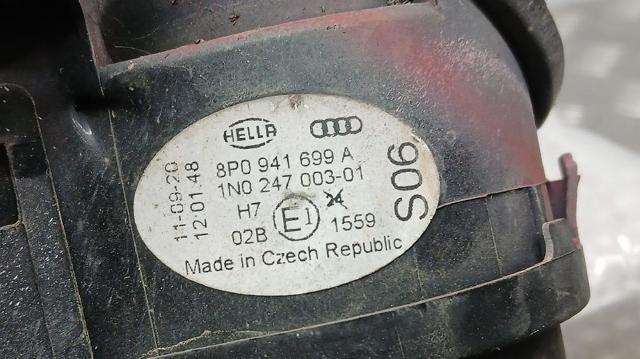 HELLA
8P0 941 699 A
1N0 247 003-01
H7
02B E1 1559
Made in Czech Republic
11-09-20
12:01:48
S06